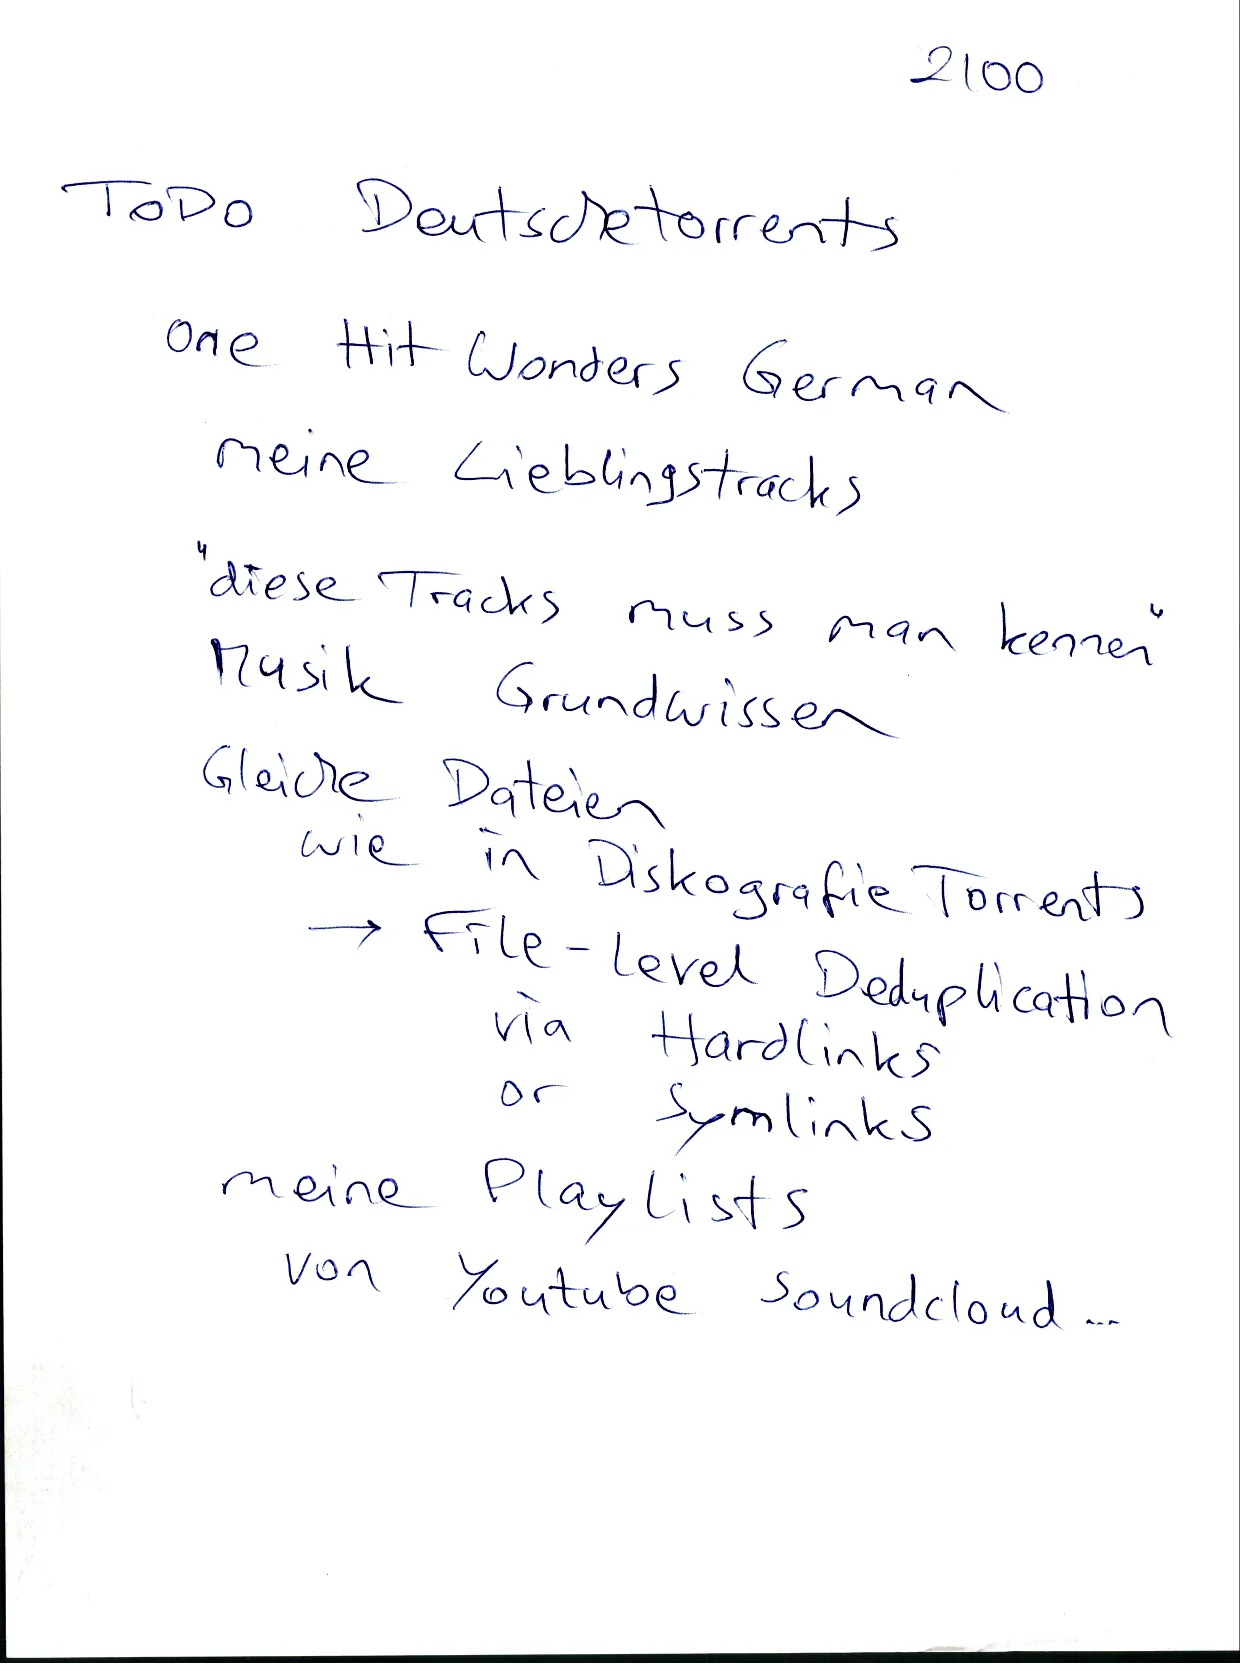 2100
ToDo Deutschetorrents
one Hit Wonders German
meine Lieblingstracks
"diese Tracks muss man kennen"
Musik Grundwissen
Gleiche Dateien
wie in Diskografie Torrents
→ File-Level Deduplication
via Hardlinks
or Symlinks
meine Playlists
von Youtube Soundcloud ...